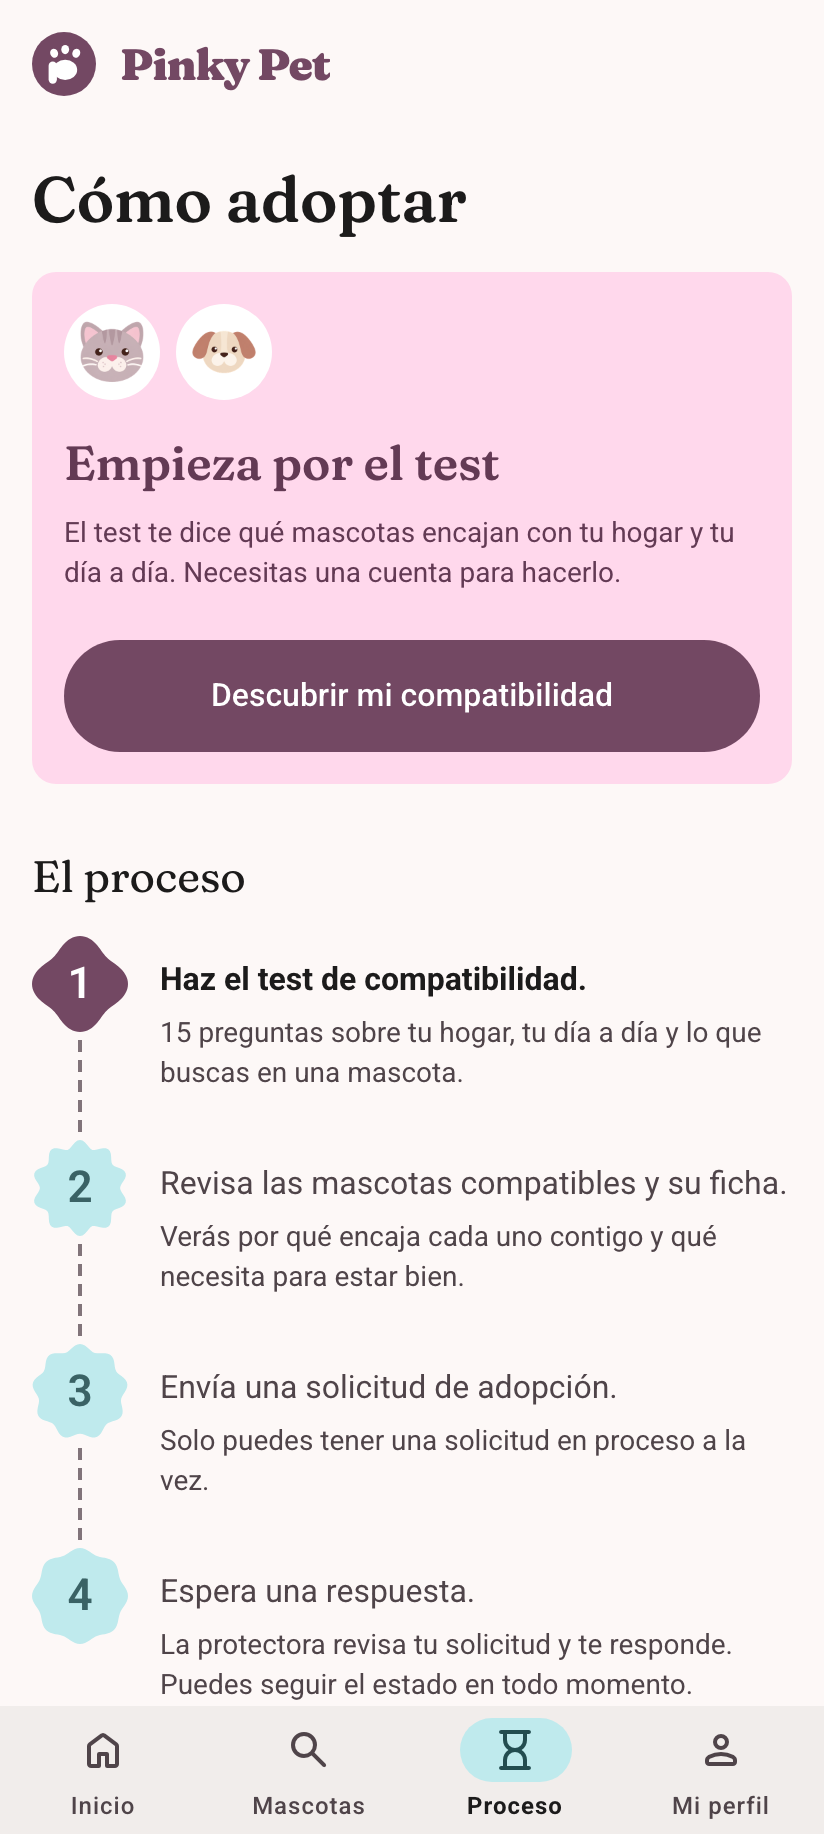 Pinky Pet
Cómo adoptar
Empieza por el test
El test te dice qué mascotas encajan con tu hogar y tu
día a día. Necesitas una cuenta para hacerlo.
Descubrir mi compatibilidad
El proceso
1
Haz el test de compatibilidad.
15 preguntas sobre tu hogar, tu día a día y lo que
buscas en una mascota.
2
Revisa las mascotas compatibles y su ficha.
Verás por qué encaja cada uno contigo y qué
necesita para estar bien.
3
Envía una solicitud de adopción.
Solo puedes tener una solicitud en proceso a la
vez.
4
Espera una respuesta.
La protectora revisa tu solicitud y te responde.
Puedes seguir el estado en todo momento.
Inicio
Mascotas
Proceso
Mi perfil